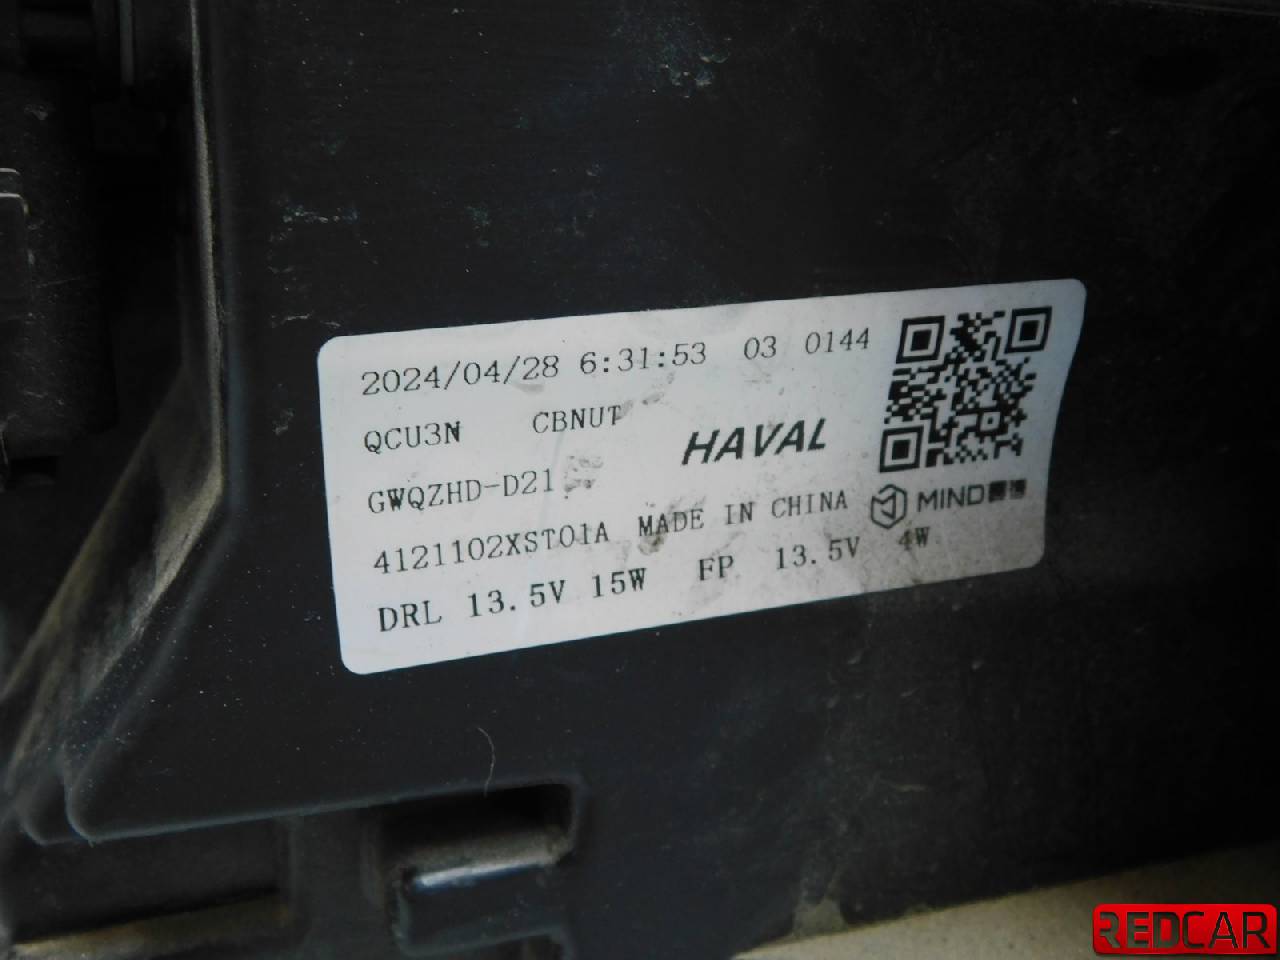 2024/04/28 6:31:53 03 0144
QCU3N CBNUT
HAVAL
GWQZHD-D21
4121102XST01A MADE IN CHINA MIND
DRL 13.5V 15W FP 13.5V 4W
REDCAR